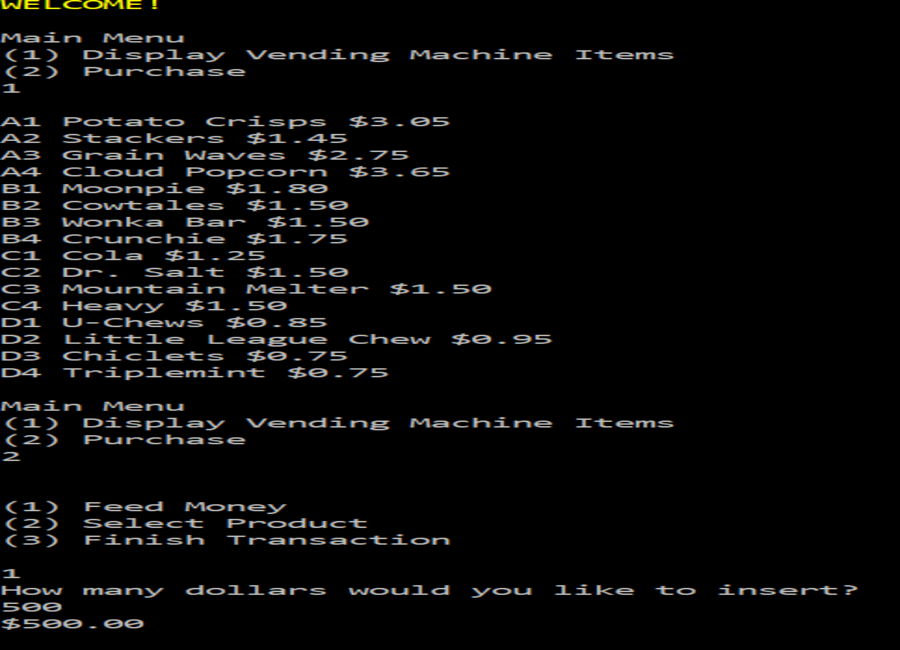 WELCOME!
Main Menu
(1) Display Vending Machine Items
(2) Purchase
1
A1 Potato Crisps $3.05
A2 Stackers $1.45
A3 Grain Waves $2.75
A4 Cloud Popcorn $3.65
B1 Moonpie $1.80
B2 Cowtales $1.50
B3 Wonka Bar $1.50
B4 Crunchie $1.75
C1 Cola $1.25
C2 Dr. Salt $1.50
C3 Mountain Melter $1.50
C4 Heavy $1.50
D1 U-Chews $0.85
D2 Little League Chew $0.95
D3 Chiclets $0.75
D4 Triplemint $0.75
Main Menu
(1) Display Vending Machine Items
(2) Purchase
2
(1) Feed Money
(2) Select Product
(3) Finish Transaction
1
How many dollars would you like to insert?
500
$500.00